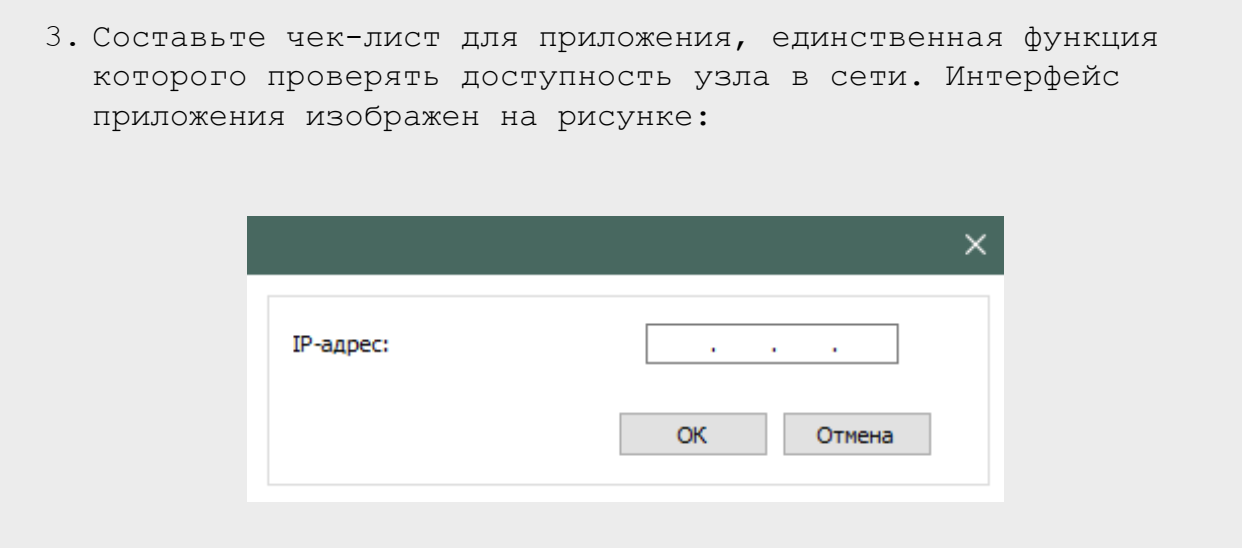 3. Составьте чек-лист для приложения, единственная функция
которого проверять доступность узла в сети. Интерфейс
приложения изображен на рисунке:
IP-адрес: . . .
ОК Отмена